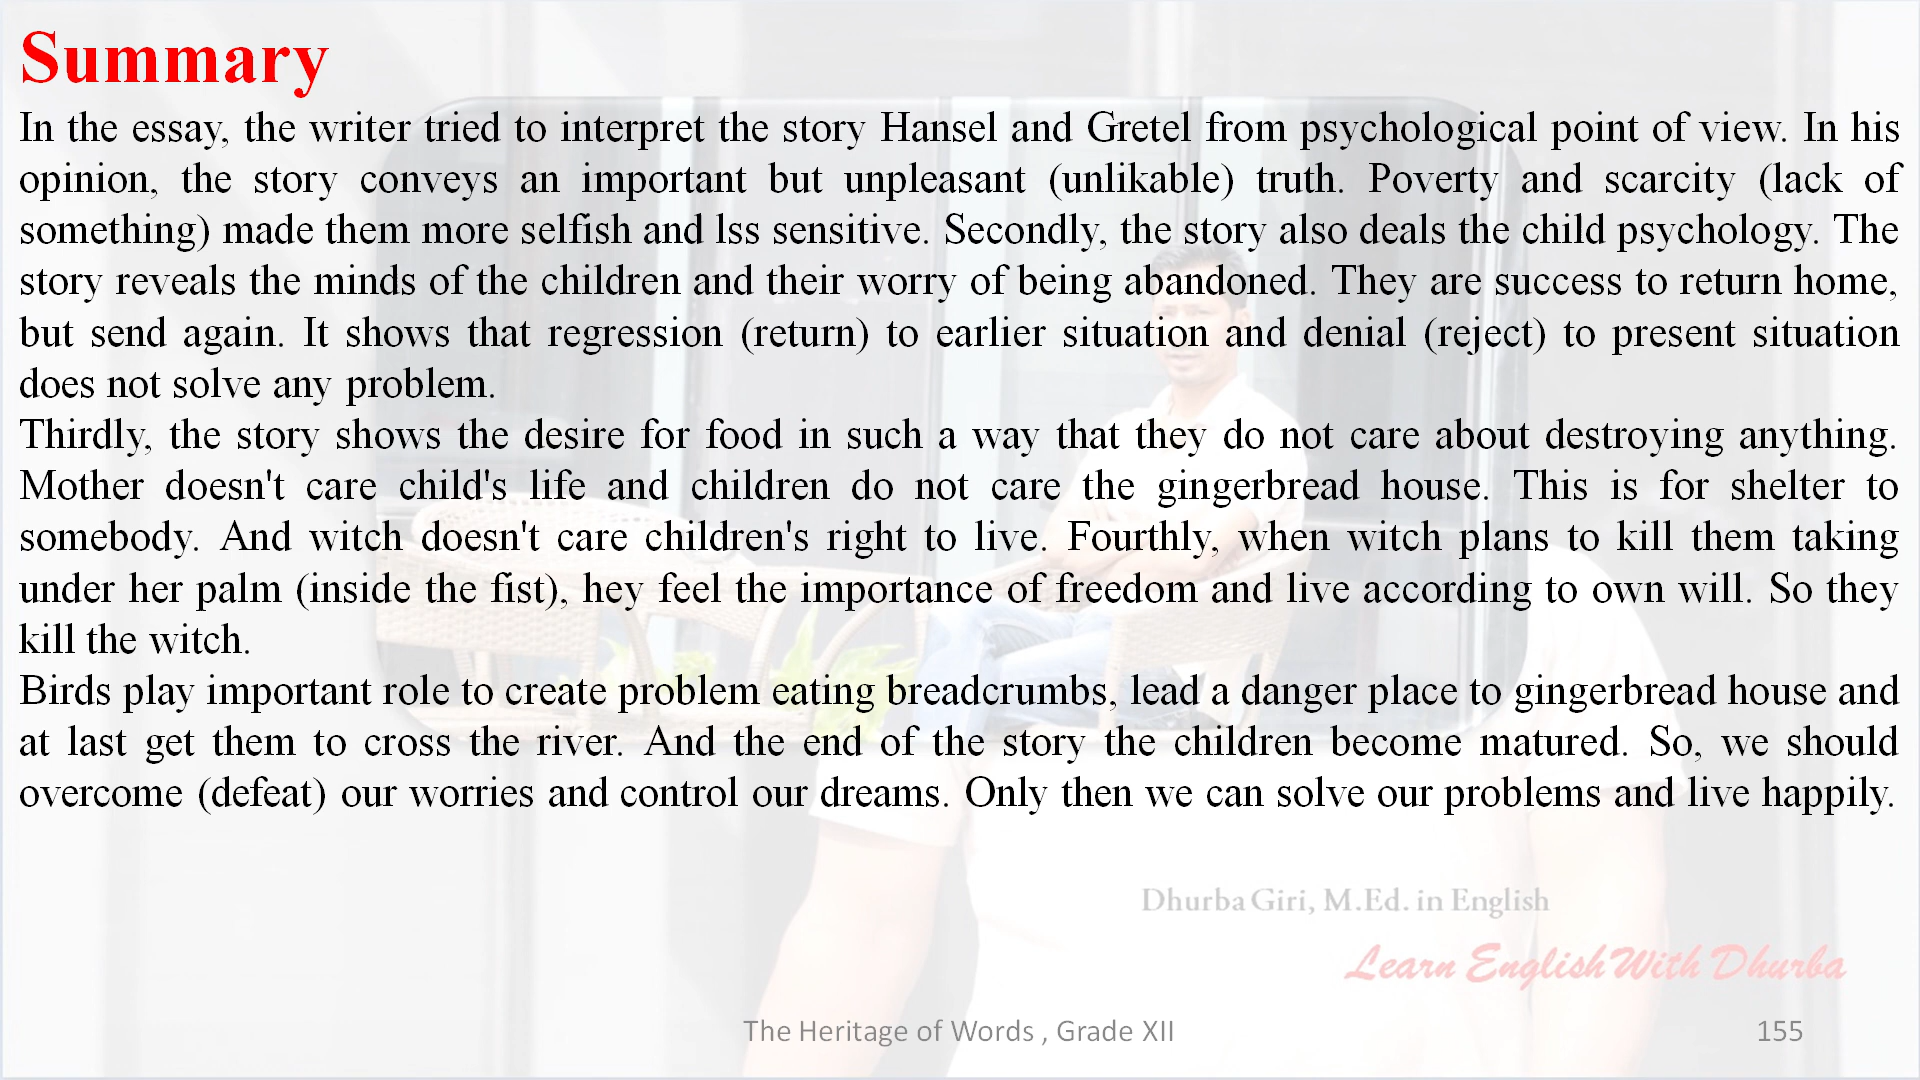 Summary
In the essay, the writer tried to interpret the story Hansel and Gretel from psychological point of view. In his
opinion, the story conveys an important but unpleasant (unlikable) truth. Poverty and scarcity (lack of
something) made them more selfish and lss sensitive. Secondly, the story also deals the child psychology. The
story reveals the minds of the children and their worry of being abandoned. They are success to return home,
but send again. It shows that regression (return) to earlier situation and denial (reject) to present situation
does not solve any problem.
Thirdly, the story shows the desire for food in such a way that they do not care about destroying anything.
Mother doesn't care child's life and children do not care the gingerbread house. This is for shelter to
somebody. And witch doesn't care children's right to live. Fourthly, when witch plans to kill them taking
under her palm (inside the fist), hey feel the importance of freedom and live according to own will. So they
kill the witch.
Birds play important role to create problem eating breadcrumbs, lead a danger place to gingerbread house and
at last get them to cross the river. And the end of the story the children become matured. So, we should
overcome (defeat) our worries and control our dreams. Only then we can solve our problems and live happily.
Dhurba Giri, M.Ed. in English
Learn English With Dhurba
The Heritage of Words , Grade XII
155